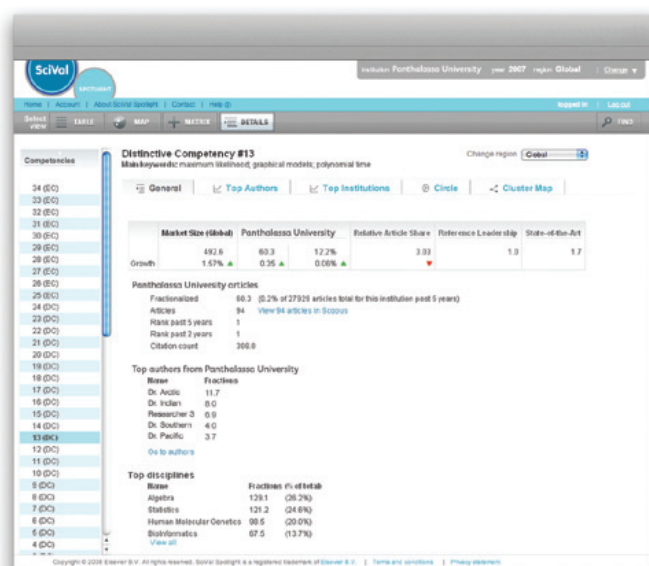 SciVal
SPOTLIGHT
Institution Panthalassa University year 2007 region Global | Change
Home | Account | About SciVal Spotlight | Contact | Help
logged in | Log out
Select view TABLE MAP MATRIX DETAILS FIND
Competencies
34 (EC)
33 (EC)
32 (EC)
31 (EC)
30 (EC)
29 (EC)
28 (EC)
27 (EC)
26 (EC)
25 (EC)
24 (DC)
23 (DC)
22 (DC)
21 (DC)
20 (DC)
19 (DC)
18 (DC)
17 (DC)
16 (DC)
15 (DC)
14 (DC)
13 (DC)
12 (DC)
11 (DC)
10 (DC)
9 (DC)
8 (DC)
7 (DC)
6 (DC)
5 (DC)
4 (DC)
Distinctive Competency #13
Main keywords: maximum likelihood; graphical models; polynomial time
Change region Global
General Top Authors Top Institutions Circle Cluster Map
Market Size (Global) Panthalassa University Relative Article Share Reference Leadership State-of-the-Art
492.6 60.3 12.2% 3.03 1.0 1.7
Growth 1.57% 0.35 0.06%
Panthalassa University articles
Fractionalized 60.3 (0.2% of 27929 articles total for this institution past 5 years)
Articles 94 View 94 articles in Scopus
Rank past 5 years 1
Rank past 2 years 1
Citation count
Top authors from Panthalassa University
Name Fractions
Dr. Arctic 11.7
Dr. Indian 8.0
Researcher 3 6.9
Dr. Southern 4.0
Dr. Pacific 3.7
Go to authors
Top disciplines
Name Fractions (% of total)
Algebra 129.1 (26.2%)
Statistics 121.2 (24.6%)
Human Molecular Genetics 98.5 (20.0%)
Bioinformatics 67.5 (13.7%)
View all
Copyright © 2009 Elsevier B.V. All rights reserved. SciVal Spotlight is a registered trademark of Elsevier B.V. | Terms and conditions | Privacy statement